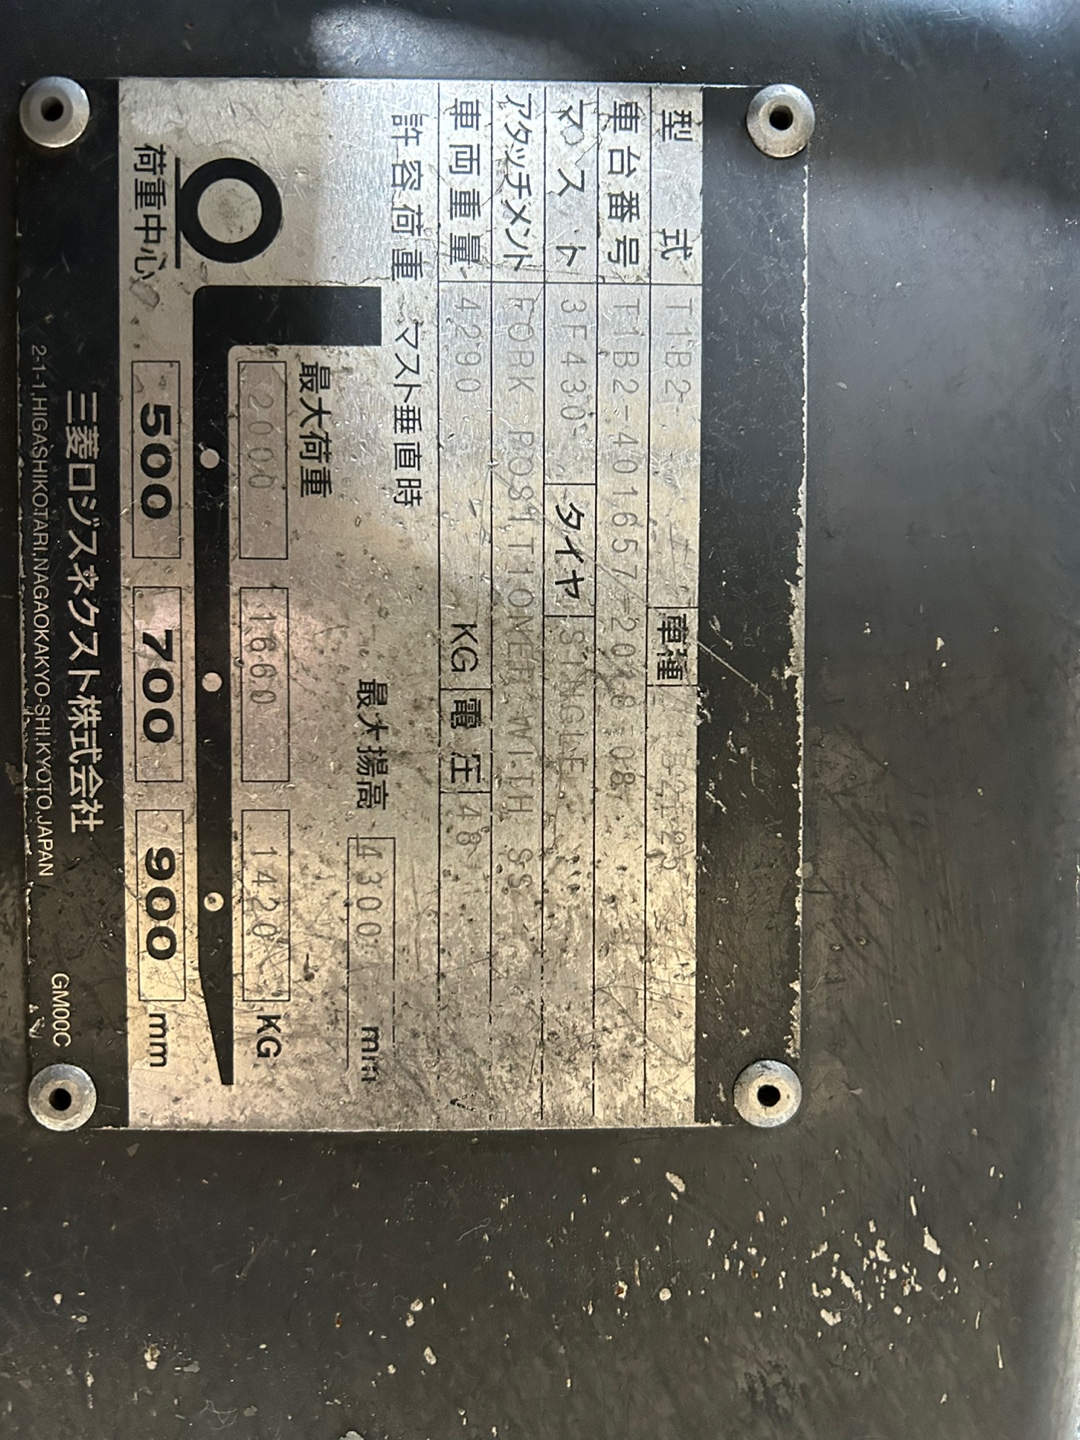 型 式 T1B2 車種
車台番号 T1B2-401657/-2018-08
マ ス ト 3F430 タイヤ SINGLE
アタッチメント FORK POSITIONER WITH SS
車両重量 4290 KG 電 圧 48
許容荷重 マスト垂直時 最大揚高 4300 mm
最大荷重
2000 1660 1420 KG
荷重中心 500 700 900 mm
三菱ロジスネクスト株式会社 GM00C
2-1-1,HIGASHIKOTARI,NAGAOKAKYO-SHI,KYOTO,JAPAN